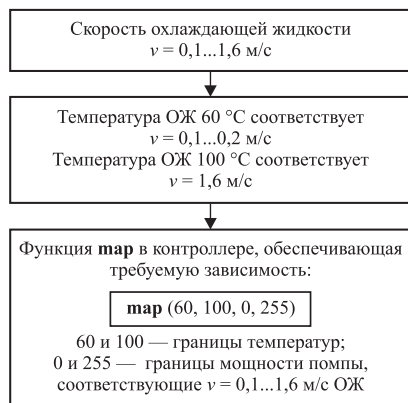 Скорость охлаждающей жидкости
v = 0,1...1,6 м/с
Температура ОЖ 60 °С соответствует
v = 0,1...0,2 м/с
Температура ОЖ 100 °С соответствует
v = 1,6 м/с
Функция map в контроллере, обеспечивающая
требуемую зависимость:
map (60, 100, 0, 255)
60 и 100 — границы температур;
0 и 255 — границы мощности помпы,
соответствующие v = 0,1...1,6 м/с ОЖ